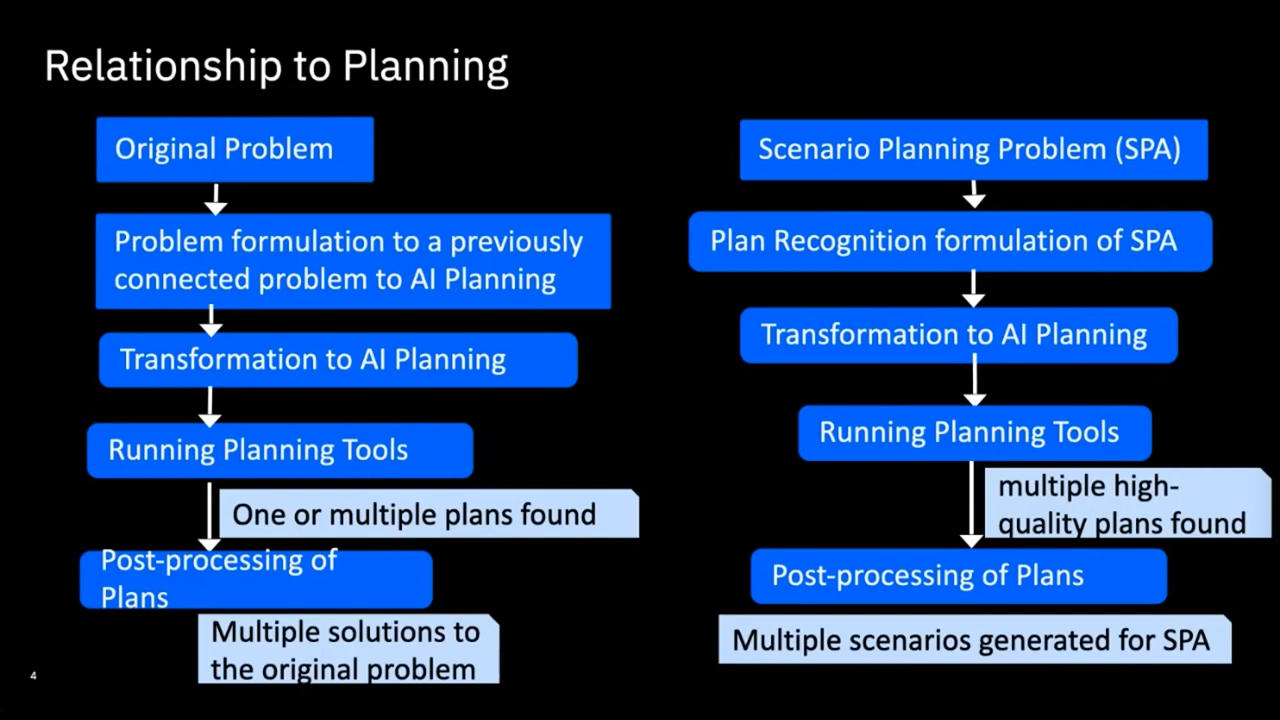 Relationship to Planning
Original Problem
Problem formulation to a previously
connected problem to AI Planning
Transformation to AI Planning
Running Planning Tools
One or multiple plans found
Post-processing of
Plans
Multiple solutions to
the original problem
Scenario Planning Problem (SPA)
Plan Recognition formulation of SPA
Transformation to AI Planning
Running Planning Tools
multiple high-
quality plans found
Post-processing of Plans
Multiple scenarios generated for SPA
4